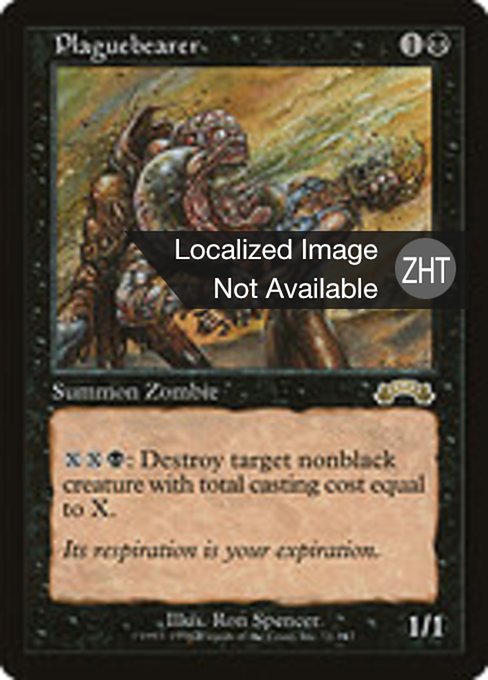 Plaguebearer
1
Localized Image
Not Available
ZHT
Summon Zombie
X X : Destroy target nonblack
creature with total casting cost equal
to X.
Its respiration is your expiration.
Illus. Ron Spencer
1/1